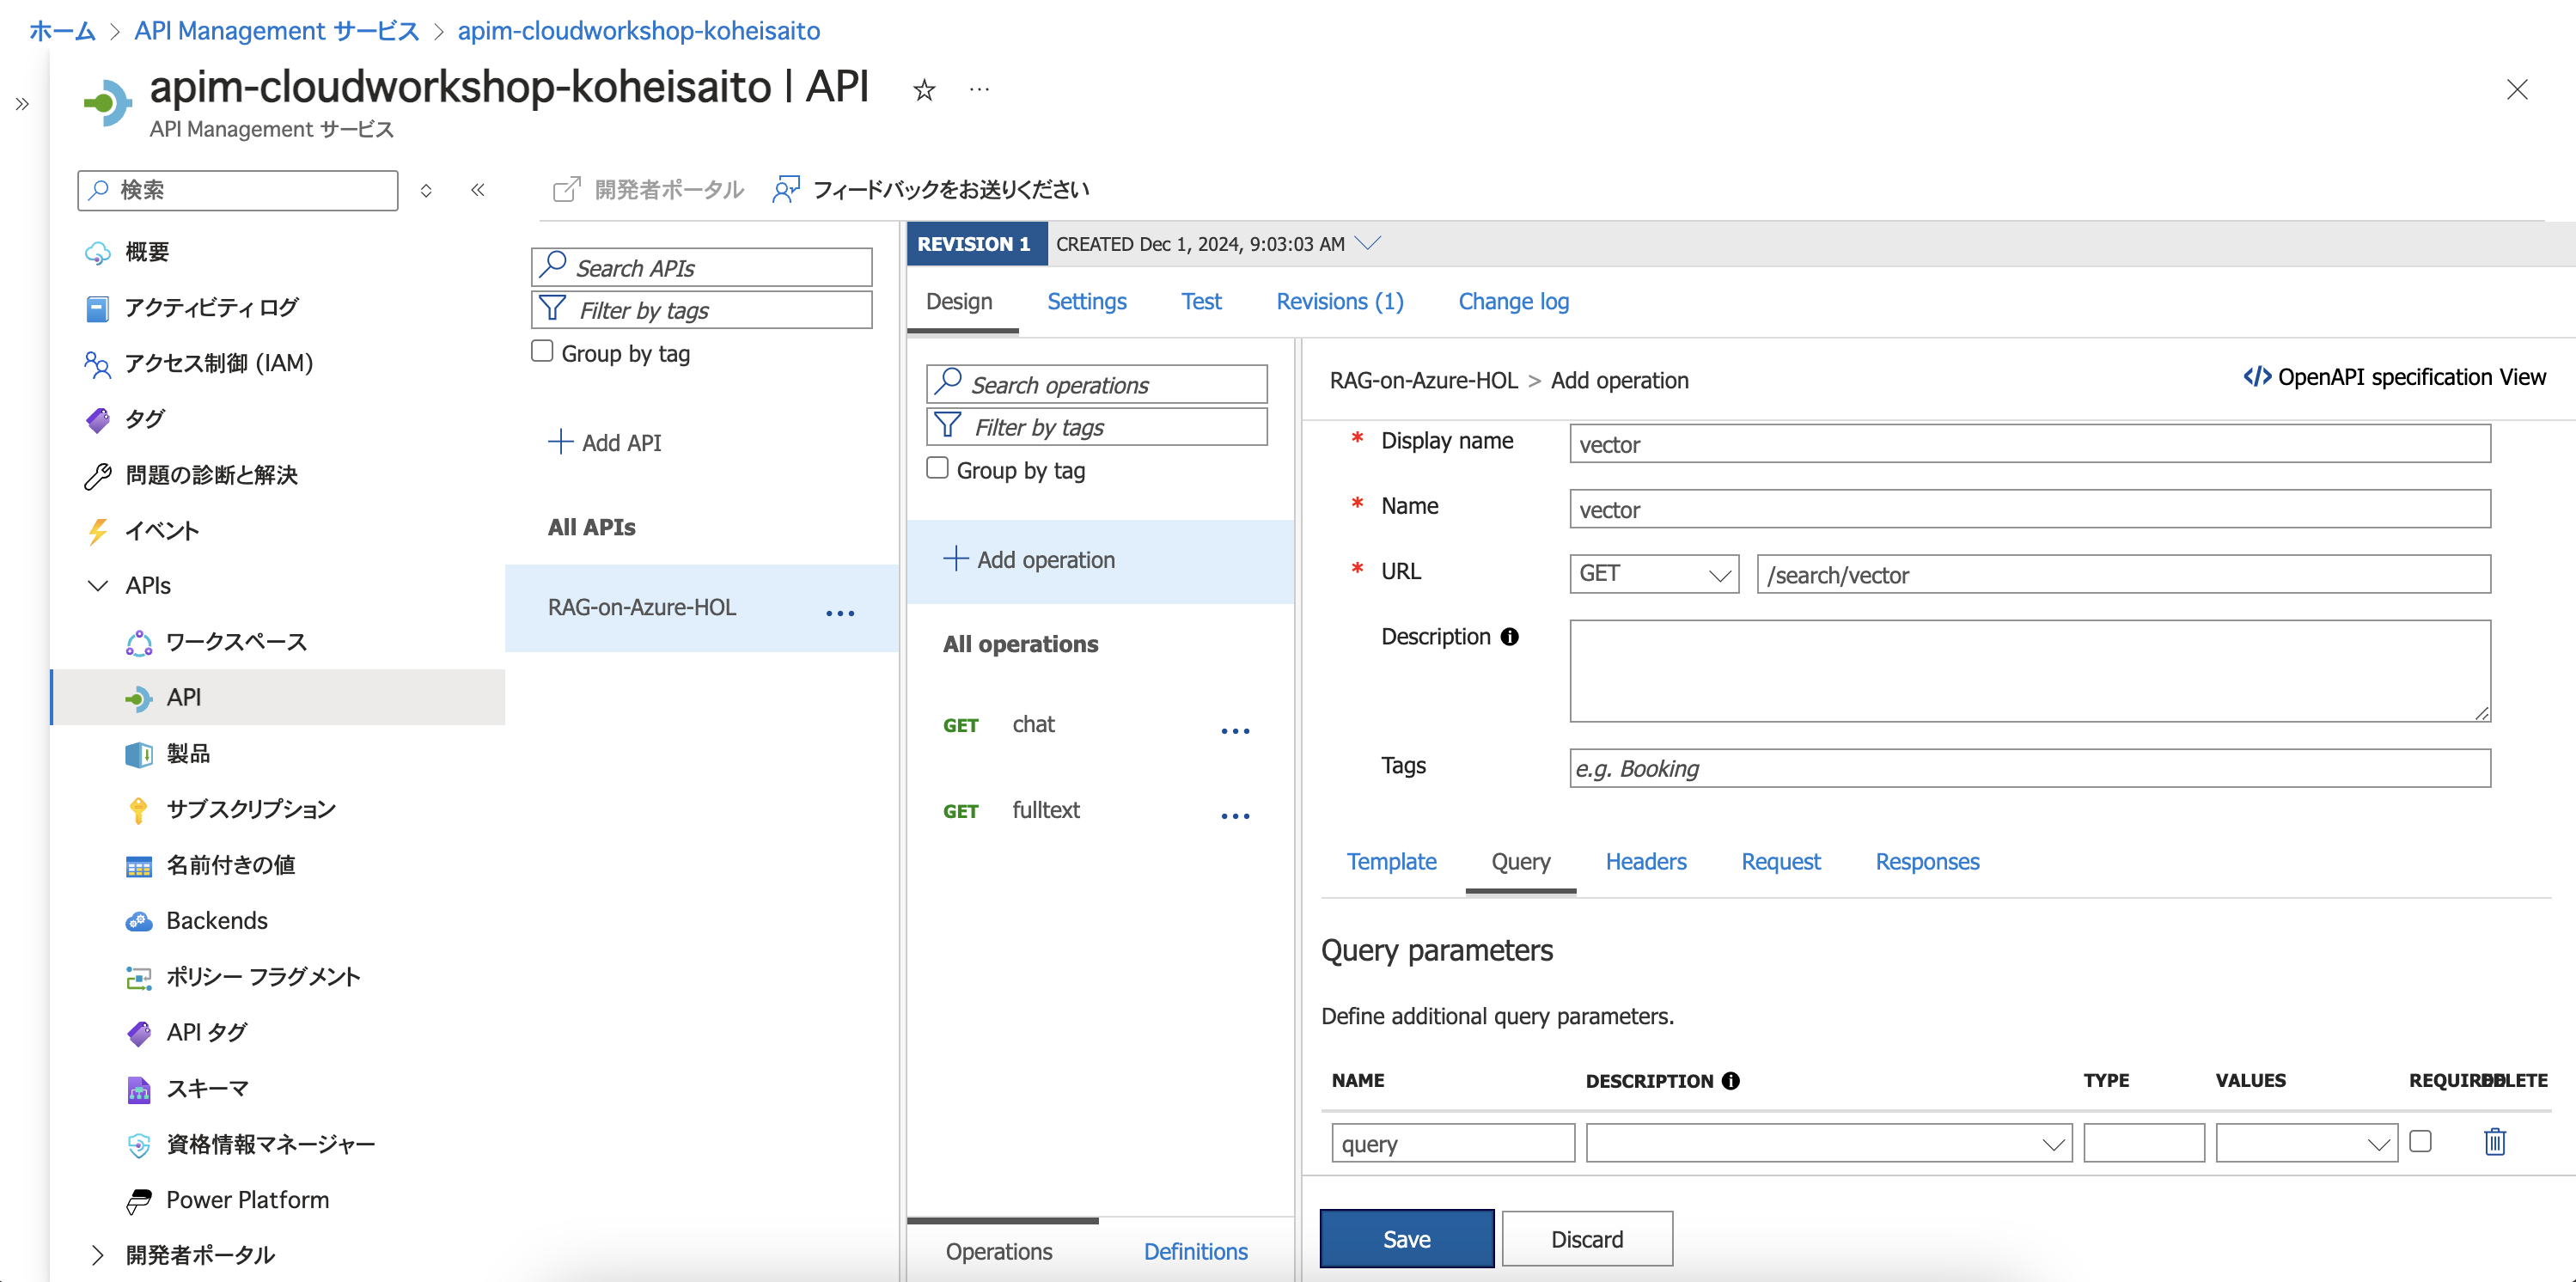 ホーム > API Management サービス > apim-cloudworkshop-koheisaito
apim-cloudworkshop-koheisaito | API
API Management サービス
検索
開発者ポータル
フィードバックをお送りください
概要
アクティビティ ログ
アクセス制御 (IAM)
タグ
問題の診断と解決
イベント
APIs
ワークスペース
API
製品
サブスクリプション
名前付きの値
Backends
ポリシー フラグメント
API タグ
スキーマ
資格情報マネージャー
Power Platform
開発者ポータル
Search APIs
Filter by tags
Group by tag
Add API
All APIs
RAG-on-Azure-HOL
REVISION 1 CREATED Dec 1, 2024, 9:03:03 AM
Design Settings Test Revisions (1) Change log
Search operations
Filter by tags
Group by tag
Add operation
All operations
GET chat
GET fulltext
Operations Definitions
RAG-on-Azure-HOL > Add operation
OpenAPI specification View
* Display name vector
* Name vector
* URL GET /search/vector
Description
Tags e.g. Booking
Template Query Headers Request Responses
Query parameters
Define additional query parameters.
NAME DESCRIPTION TYPE VALUES REQUIRED DELETE
query
Save Discard